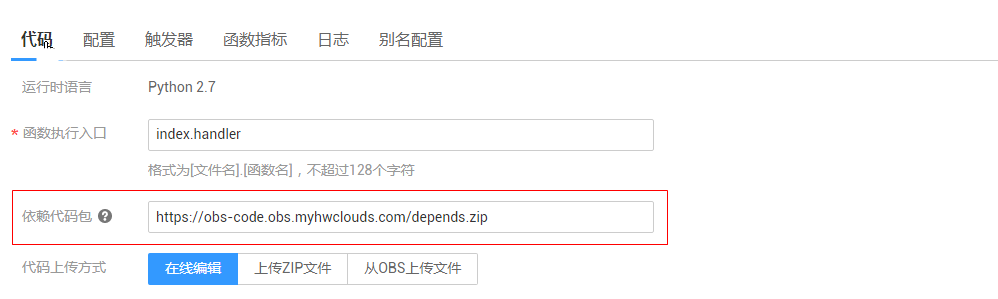 代码 配置 触发器 函数指标 日志 别名配置
运行时语言 Python 2.7
* 函数执行入口 index.handler
格式为[文件名].[函数名]，不超过128个字符
依赖代码包 ? https://obs-code.obs.myhwclouds.com/depends.zip
代码上传方式 在线编辑 上传ZIP文件 从OBS上传文件